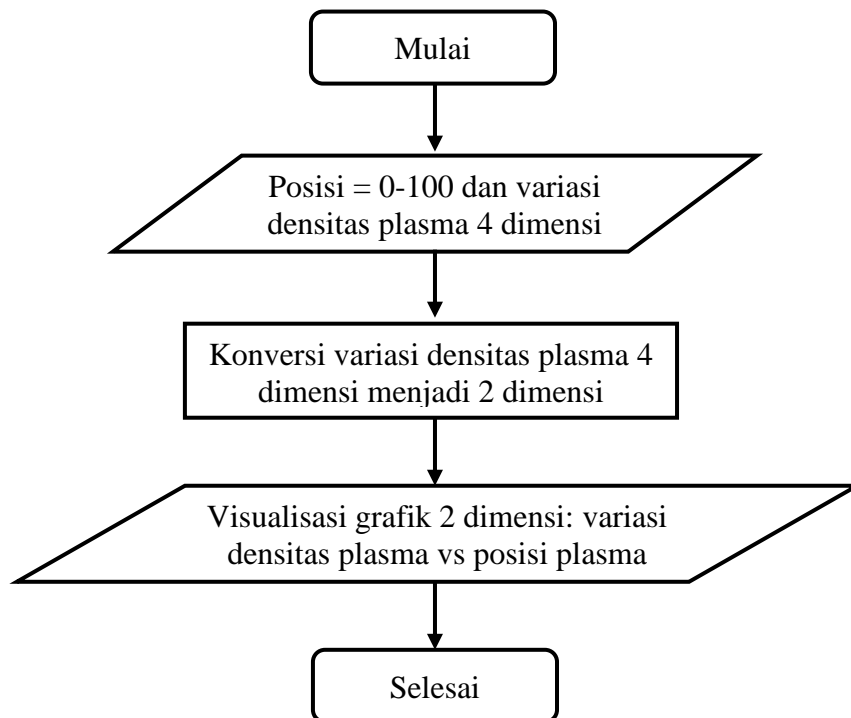 Mulai
Posisi = 0-100 dan variasi
densitas plasma 4 dimensi
Konversi variasi densitas plasma 4
dimensi menjadi 2 dimensi
Visualisasi grafik 2 dimensi: variasi
densitas plasma vs posisi plasma
Selesai